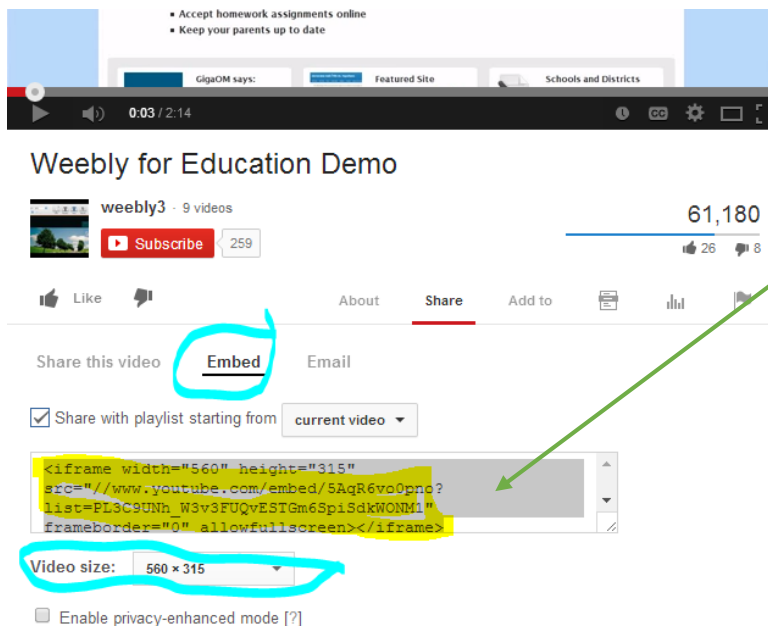 ▪ Accept homework assignments online
▪ Keep your parents up to date
GigaOM says: Featured Site Schools and Districts
0:03 / 2:14 CC
Weebly for Education Demo
weebly3 · 9 videos
Subscribe 259
61,180
26 8
Like About Share Add to
Share this video Embed Email
Share with playlist starting from current video
<iframe width="560" height="315"
src="//www.youtube.com/embed/5AqR6vo0pno?
list=PL3C9UNh_W3v3FUQvESTGm6SpiSdkWONM1"
frameborder="0" allowfullscreen></iframe>
Video size: 560 × 315
Enable privacy-enhanced mode [?]